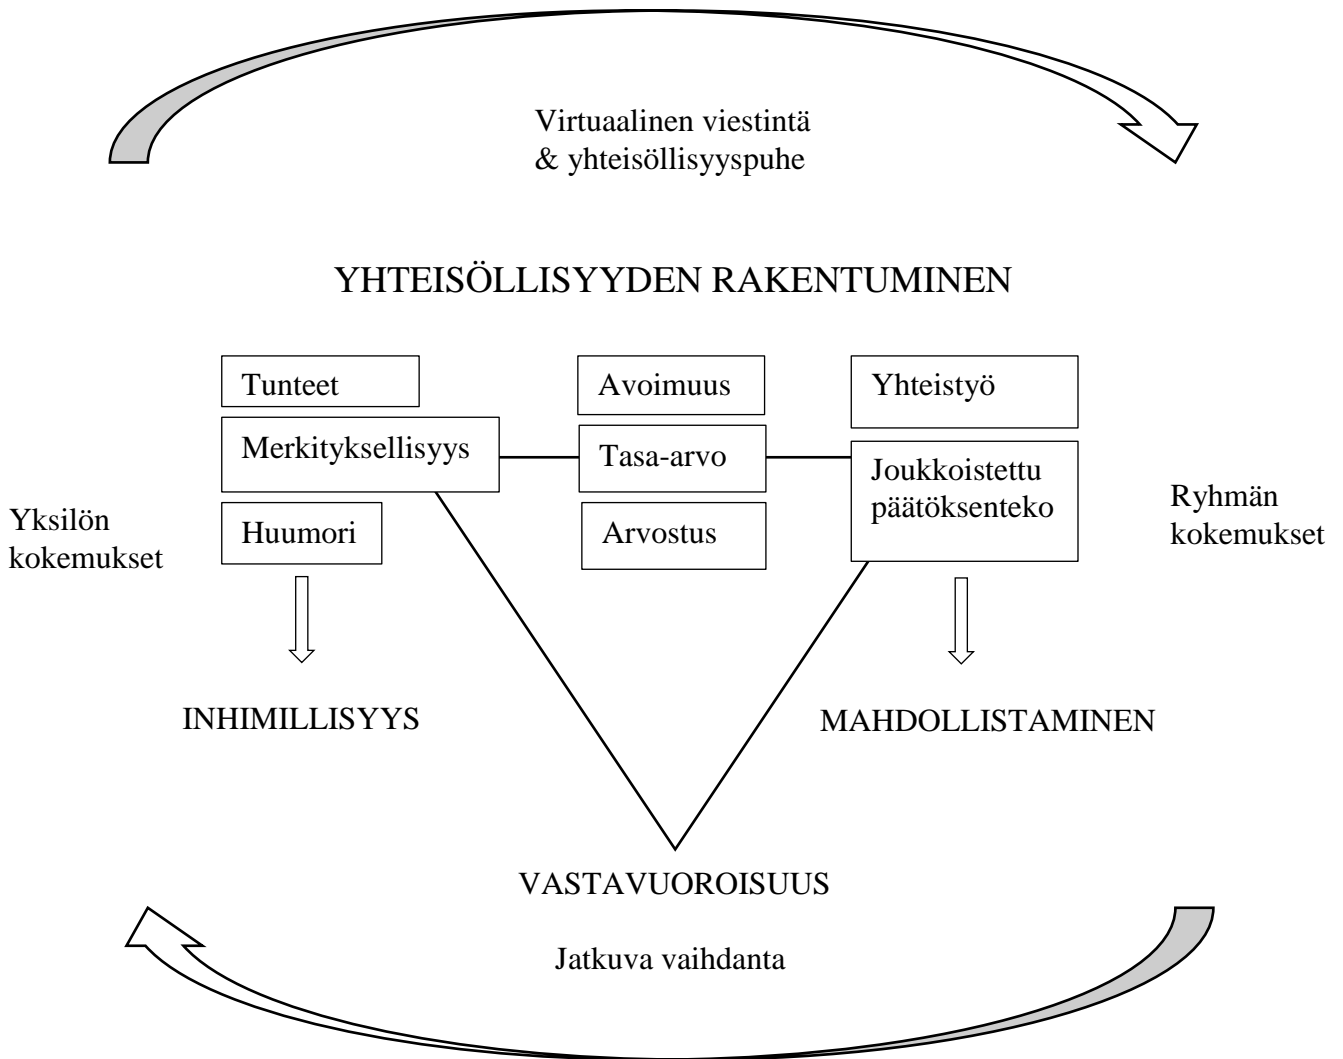 Virtuaalinen viestintä
& yhteisöllisyyspuhe
YHTEISÖLLISYYDEN RAKENTUMINEN
Tunteet
Merkityksellisyys
Huumori
Avoimuus
Tasa-arvo
Arvostus
Yhteistyö
Joukkoistettu
päätöksenteko
Yksilön
kokemukset
Ryhmän
kokemukset
INHIMILLISYYS
MAHDOLLISTAMINEN
VASTAVUOROISUUS
Jatkuva vaihdanta